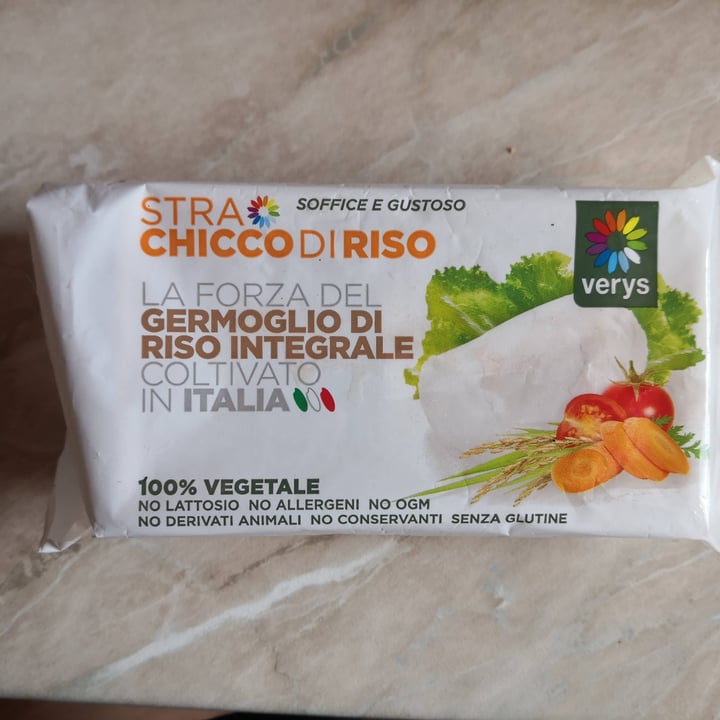 STRA
CHICCO DI RISO
SOFFICE E GUSTOSO
verys
LA FORZA DEL
GERMOGLIO DI
RISO INTEGRALE
COLTIVATO
IN ITALIA
100% VEGETALE
NO LATTOSIO NO ALLERGENI NO OGM
NO DERIVATI ANIMALI NO CONSERVANTI SENZA GLUTINE